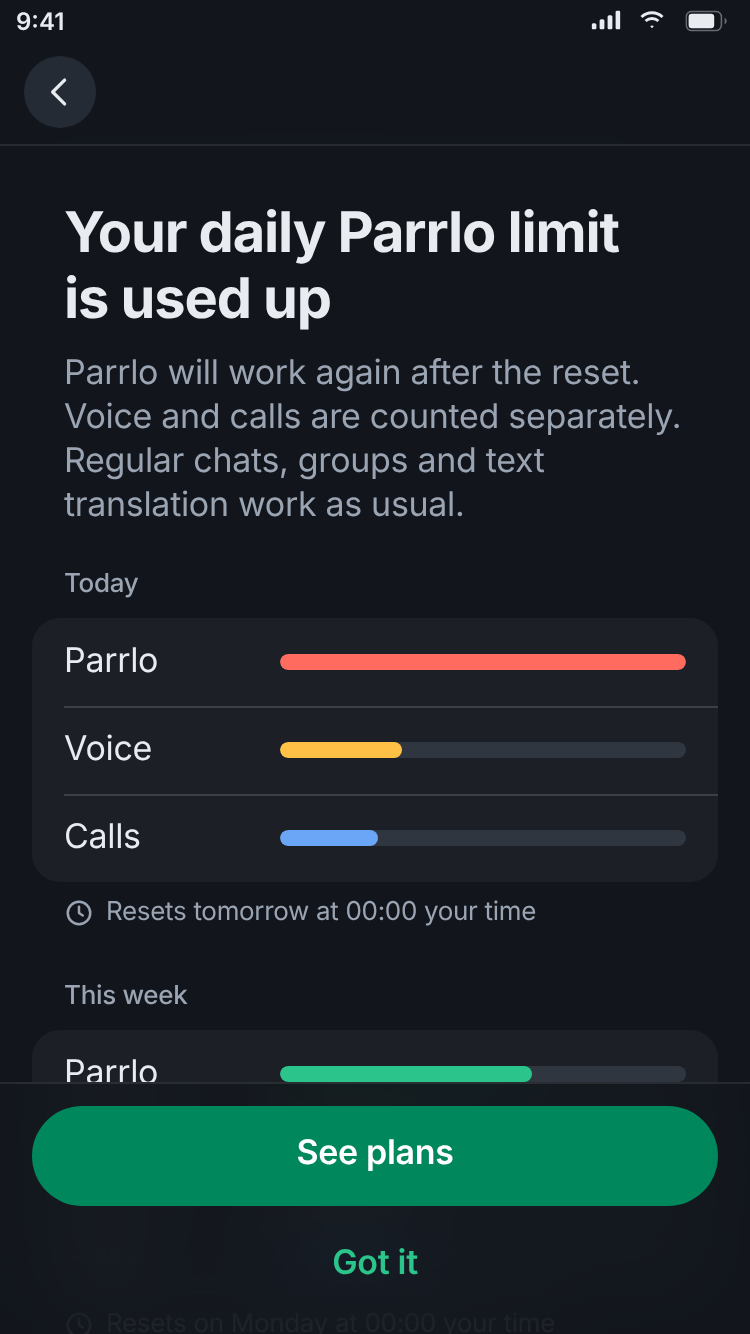 9:41
Your daily Parrlo limit
is used up
Parrlo will work again after the reset.
Voice and calls are counted separately.
Regular chats, groups and text
translation work as usual.
Today
Parrlo
Voice
Calls
Resets tomorrow at 00:00 your time
This week
Parrlo
See plans
Got it
Resets on Monday at 00:00 your time